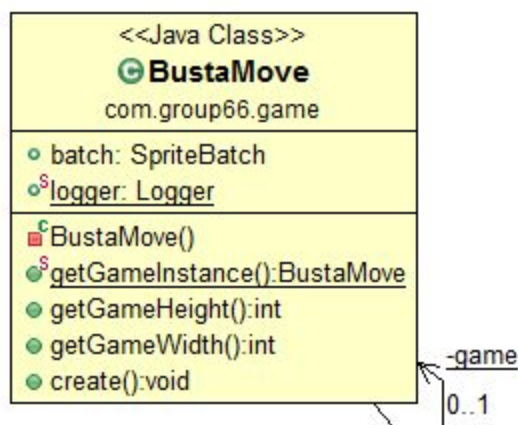 <<Java Class>>
BustaMove
com.group66.game
batch: SpriteBatch
logger: Logger
BustaMove()
getGameInstance():BustaMove
getGameHeight():int
getGameWidth():int
create():void
-game
0..1